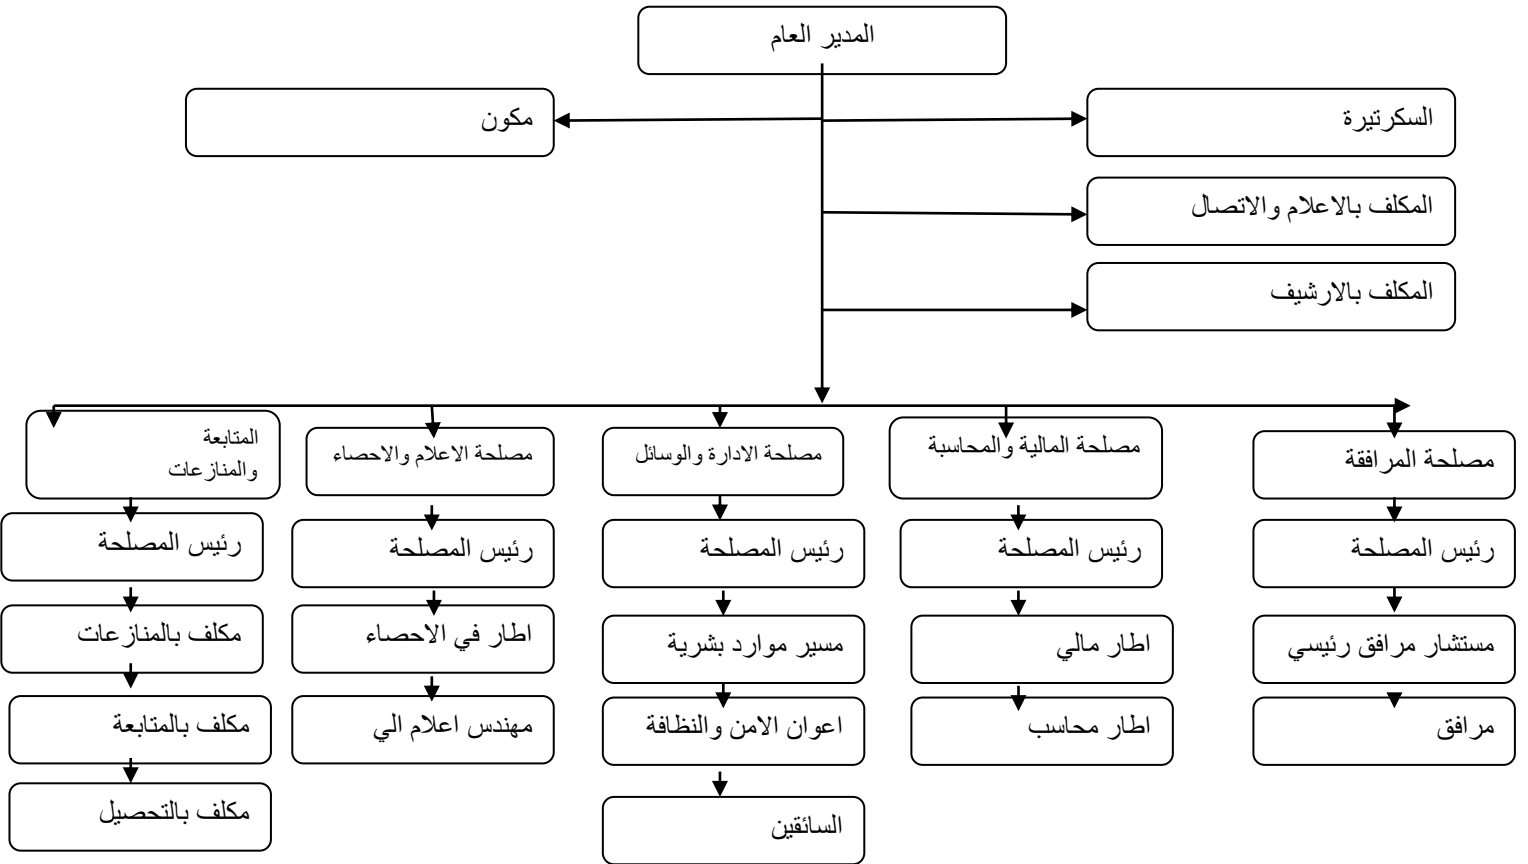 المدير العام
السكرتيرة
مكون
المكلف بالاعلام والاتصال
المكلف بالارشيف
مصلحة المرافقة
مصلحة المالية والمحاسبة
مصلحة الادارة والوسائل
مصلحة الاعلام والاحصاء
المتابعة
والمنازعات
رئيس المصلحة
رئيس المصلحة
رئيس المصلحة
رئيس المصلحة
رئيس المصلحة
مستشار مرافق رئيسي
اطار مالي
مسير موارد بشرية
اطار في الاحصاء
مكلف بالمنازعات
مرافق
اطار محاسب
اعوان الامن والنظافة
مهندس اعلام الي
مكلف بالمتابعة
السائقين
مكلف بالتحصيل